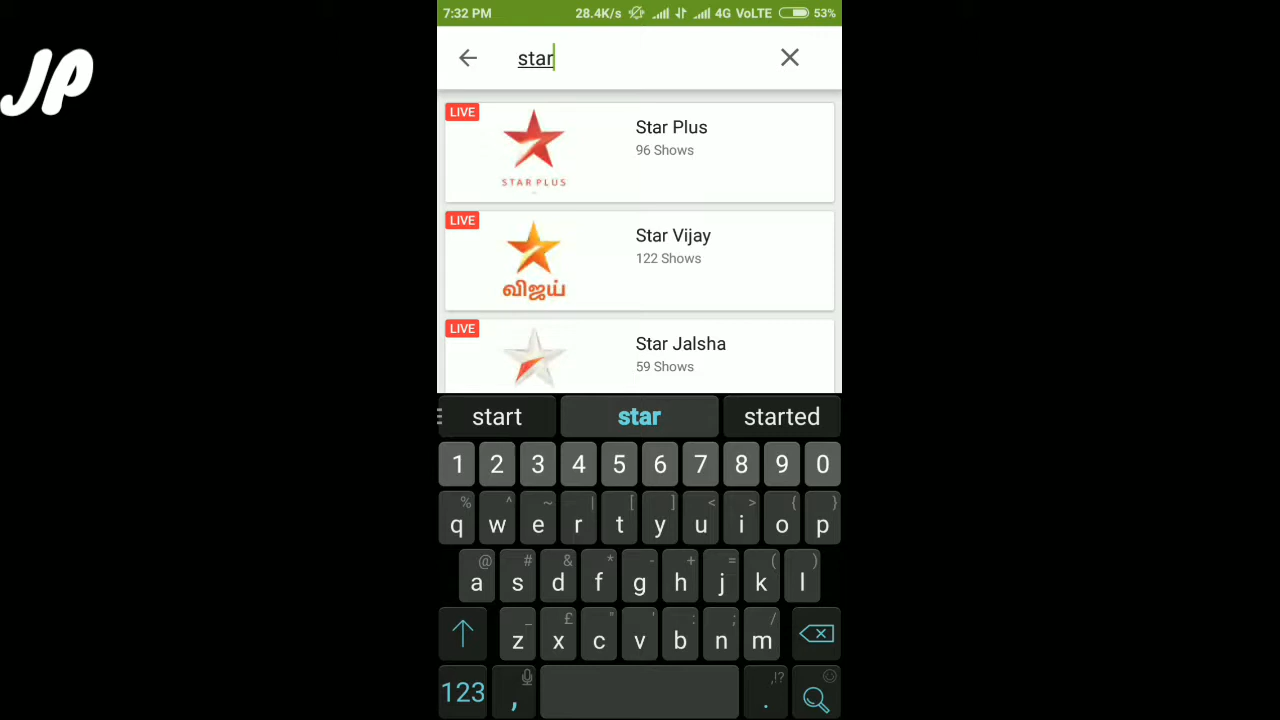 7:32 PM 28.4K/s 4G VoLTE 53%
JP
star
LIVE
Star Plus
96 Shows
STAR PLUS
LIVE
Star Vijay
122 Shows
விஜய்
LIVE
Star Jalsha
59 Shows
start star started
1 2 3 4 5 6 7 8 9 0
% ^ ~ | [ ] < > { }
q w e r t y u i o p
@ # & * - + = ( )
a s d f g h j k l
_ £ " ' : ; /
z x c v b n m
,!?
123 , .